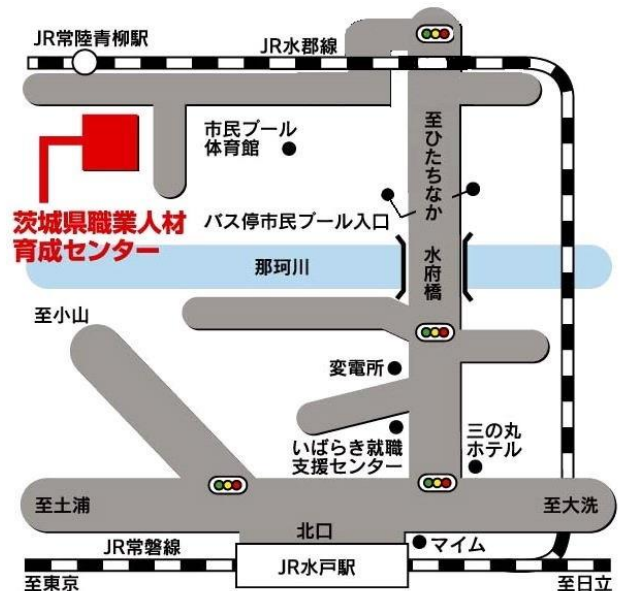 JR常陸青柳駅
JR水郡線
市民プール
体育館
至ひたちなか
茨城県職業人材
育成センター
バス停市民プール入口
那珂川
水府橋
至小山
変電所
いばらき就職
支援センター
三の丸
ホテル
至土浦
至大洗
北口
JR常磐線
マイム
JR水戸駅
至東京
至日立